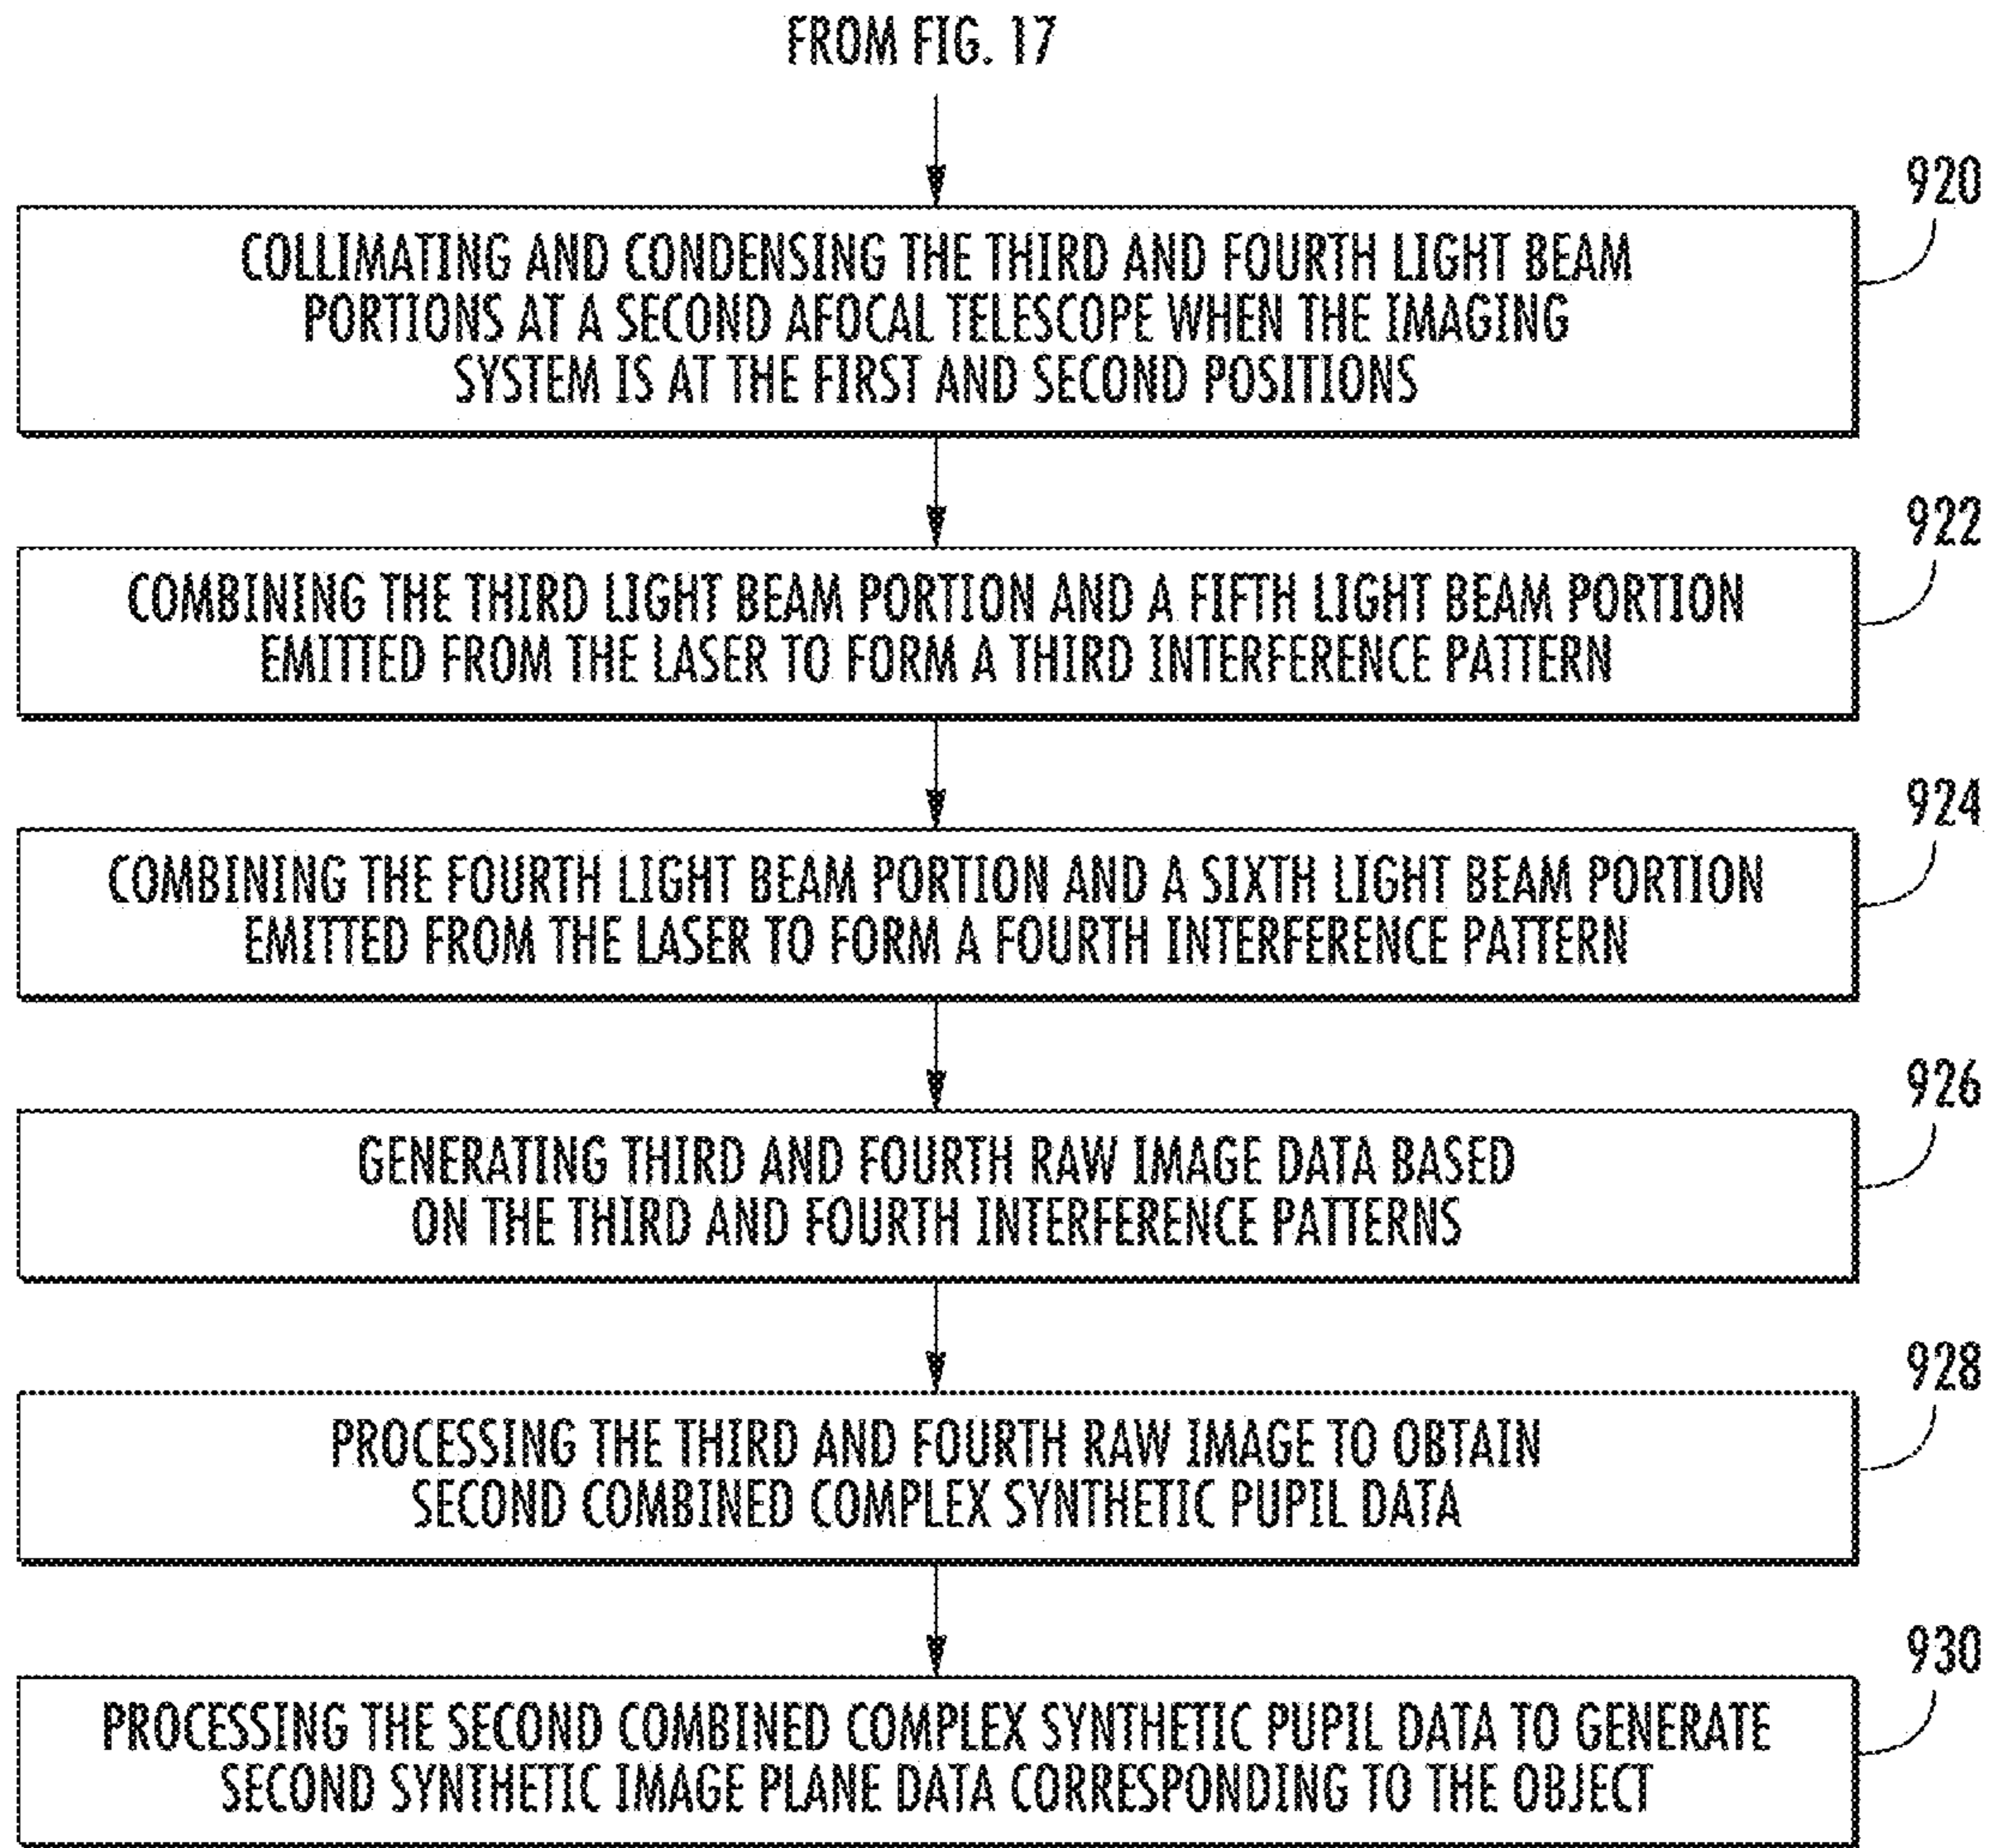 FROM FIG. 17
920
COLLIMATING AND CONDENSING THE THIRD AND FOURTH LIGHT BEAM
PORTIONS AT A SECOND AFOCAL TELESCOPE WHEN THE IMAGING
SYSTEM IS AT THE FIRST AND SECOND POSITIONS
922
COMBINING THE THIRD LIGHT BEAM PORTION AND A FIFTH LIGHT BEAM PORTION
EMITTED FROM THE LASER TO FORM A THIRD INTERFERENCE PATTERN
924
COMBINING THE FOURTH LIGHT BEAM PORTION AND A SIXTH LIGHT BEAM PORTION
EMITTED FROM THE LASER TO FORM A FOURTH INTERFERENCE PATTERN
926
GENERATING THIRD AND FOURTH RAW IMAGE DATA BASED
ON THE THIRD AND FOURTH INTERFERENCE PATTERNS
928
PROCESSING THE THIRD AND FOURTH RAW IMAGE TO OBTAIN
SECOND COMBINED COMPLEX SYNTHETIC PUPIL DATA
930
PROCESSING THE SECOND COMBINED COMPLEX SYNTHETIC PUPIL DATA TO GENERATE
SECOND SYNTHETIC IMAGE PLANE DATA CORRESPONDING TO THE OBJECT